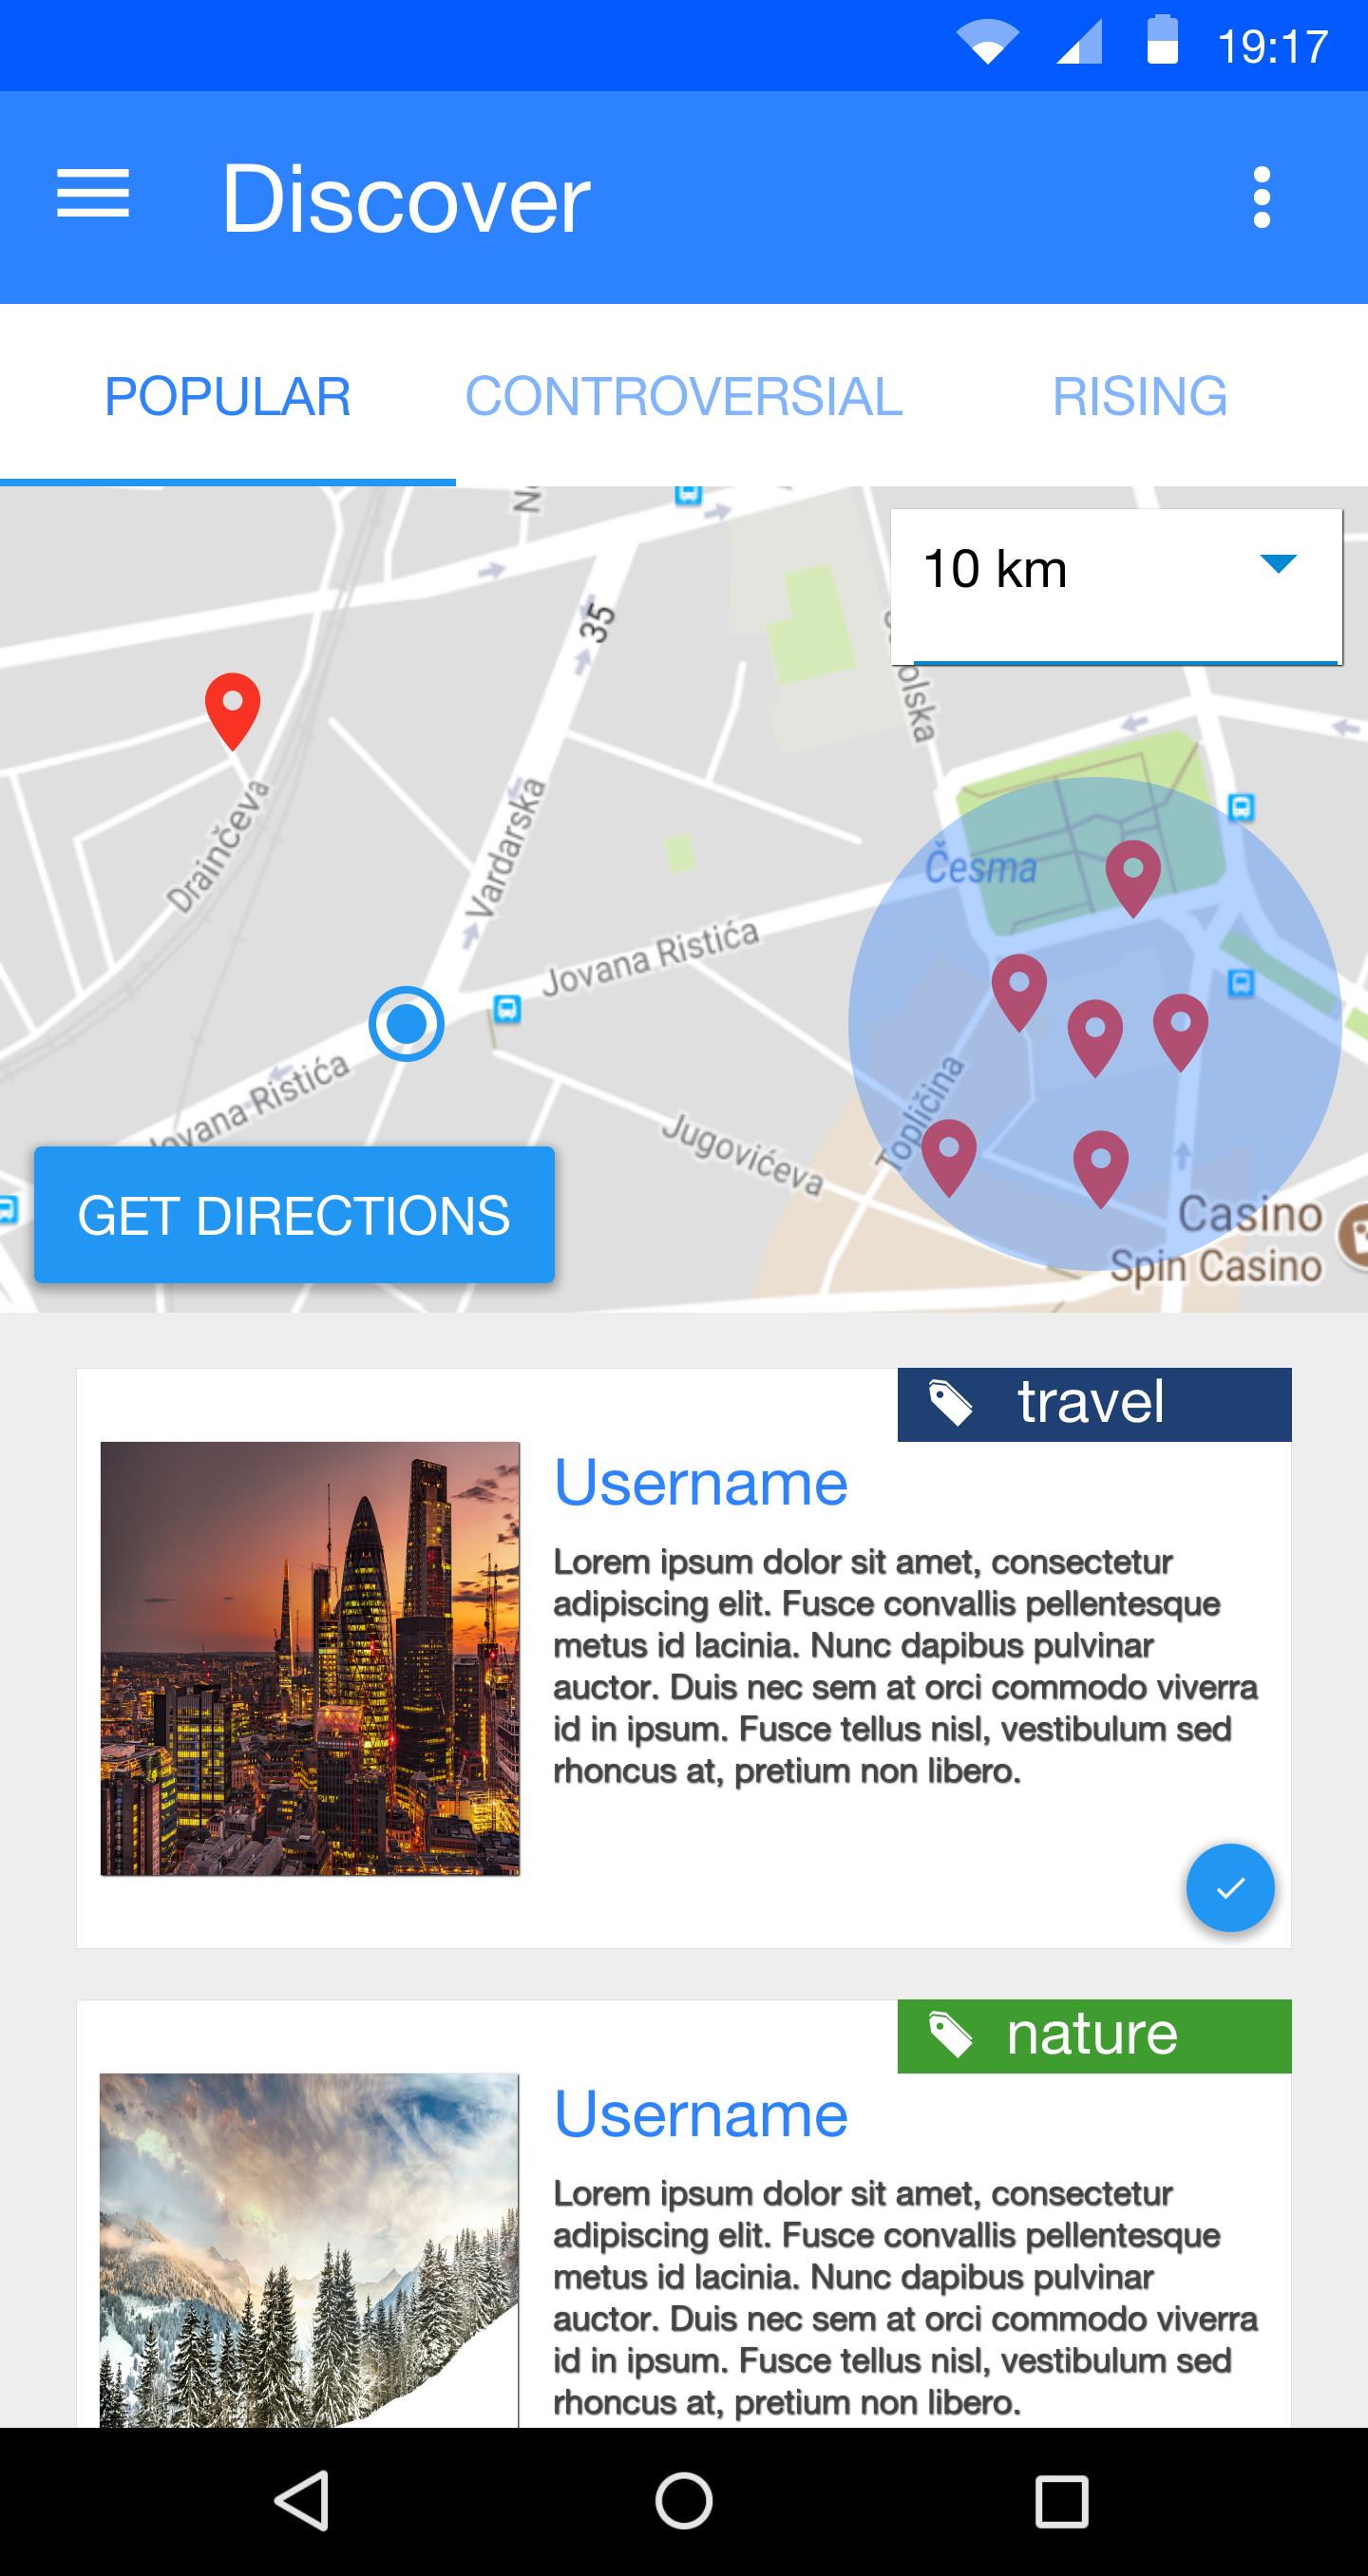 19:17
Discover
POPULAR CONTROVERSIAL RISING
10 km
35
Drainčeva
Vardarska
Česma
Jovana Ristića
Jovana Ristića
Jugovićeva
Topličina
Casino
Spin Casino
GET DIRECTIONS
travel
Username
Lorem ipsum dolor sit amet, consectetur
adipiscing elit. Fusce convallis pellentesque
metus id lacinia. Nunc dapibus pulvinar
auctor. Duis nec sem at orci commodo viverra
id in ipsum. Fusce tellus nisl, vestibulum sed
rhoncus at, pretium non libero.
nature
Username
Lorem ipsum dolor sit amet, consectetur
adipiscing elit. Fusce convallis pellentesque
metus id lacinia. Nunc dapibus pulvinar
auctor. Duis nec sem at orci commodo viverra
id in ipsum. Fusce tellus nisl, vestibulum sed
rhoncus at, pretium non libero.